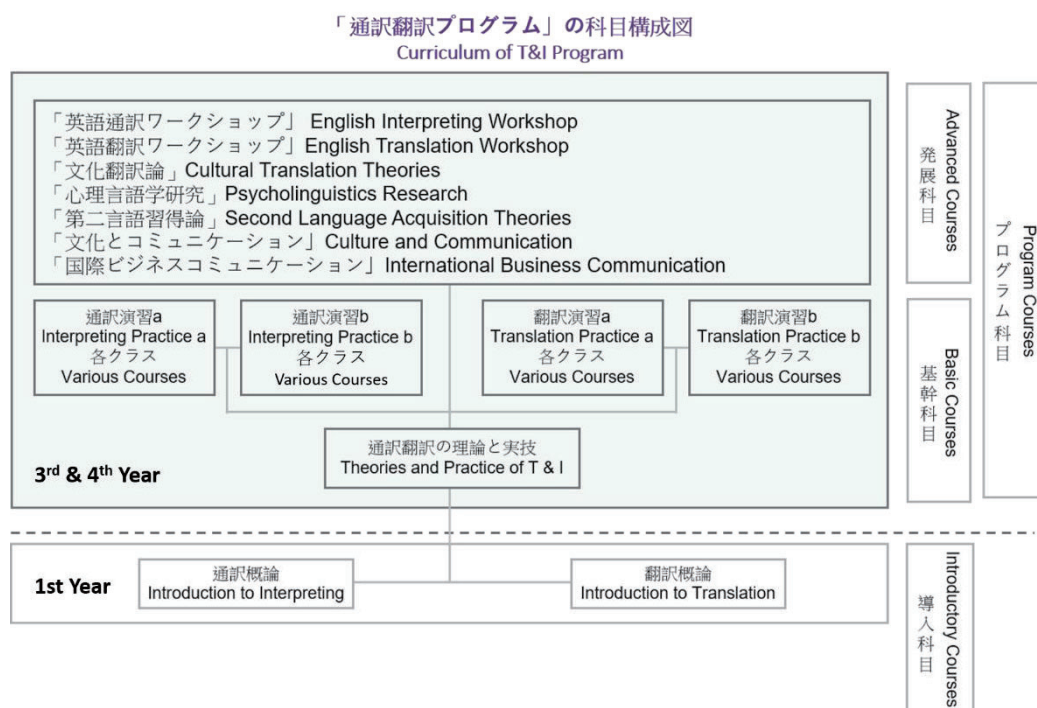 「通訳翻訳プログラム」の科目構成図
Curriculum of T&I Program
「英語通訳ワークショップ」 English Interpreting Workshop
「英語翻訳ワークショップ」 English Translation Workshop
「文化翻訳論」 Cultural Translation Theories
「心理言語学研究」 Psycholinguistics Research
「第二言語習得論」 Second Language Acquisition Theories
「文化とコミュニケーション」 Culture and Communication
「国際ビジネスコミュニケーション」 International Business Communication
通訳演習a
Interpreting Practice a
各クラス
Various Courses
通訳演習b
Interpreting Practice b
各クラス
Various Courses
翻訳演習a
Translation Practice a
各クラス
Various Courses
翻訳演習b
Translation Practice b
各クラス
Various Courses
通訳翻訳の理論と実技
Theories and Practice of T & I
3rd & 4th Year
1st Year
通訳概論
Introduction to Interpreting
翻訳概論
Introduction to Translation
Advanced Courses
発展科目
Basic Courses
基幹科目
Program Courses
プログラム科目
Introductory Courses
導入科目